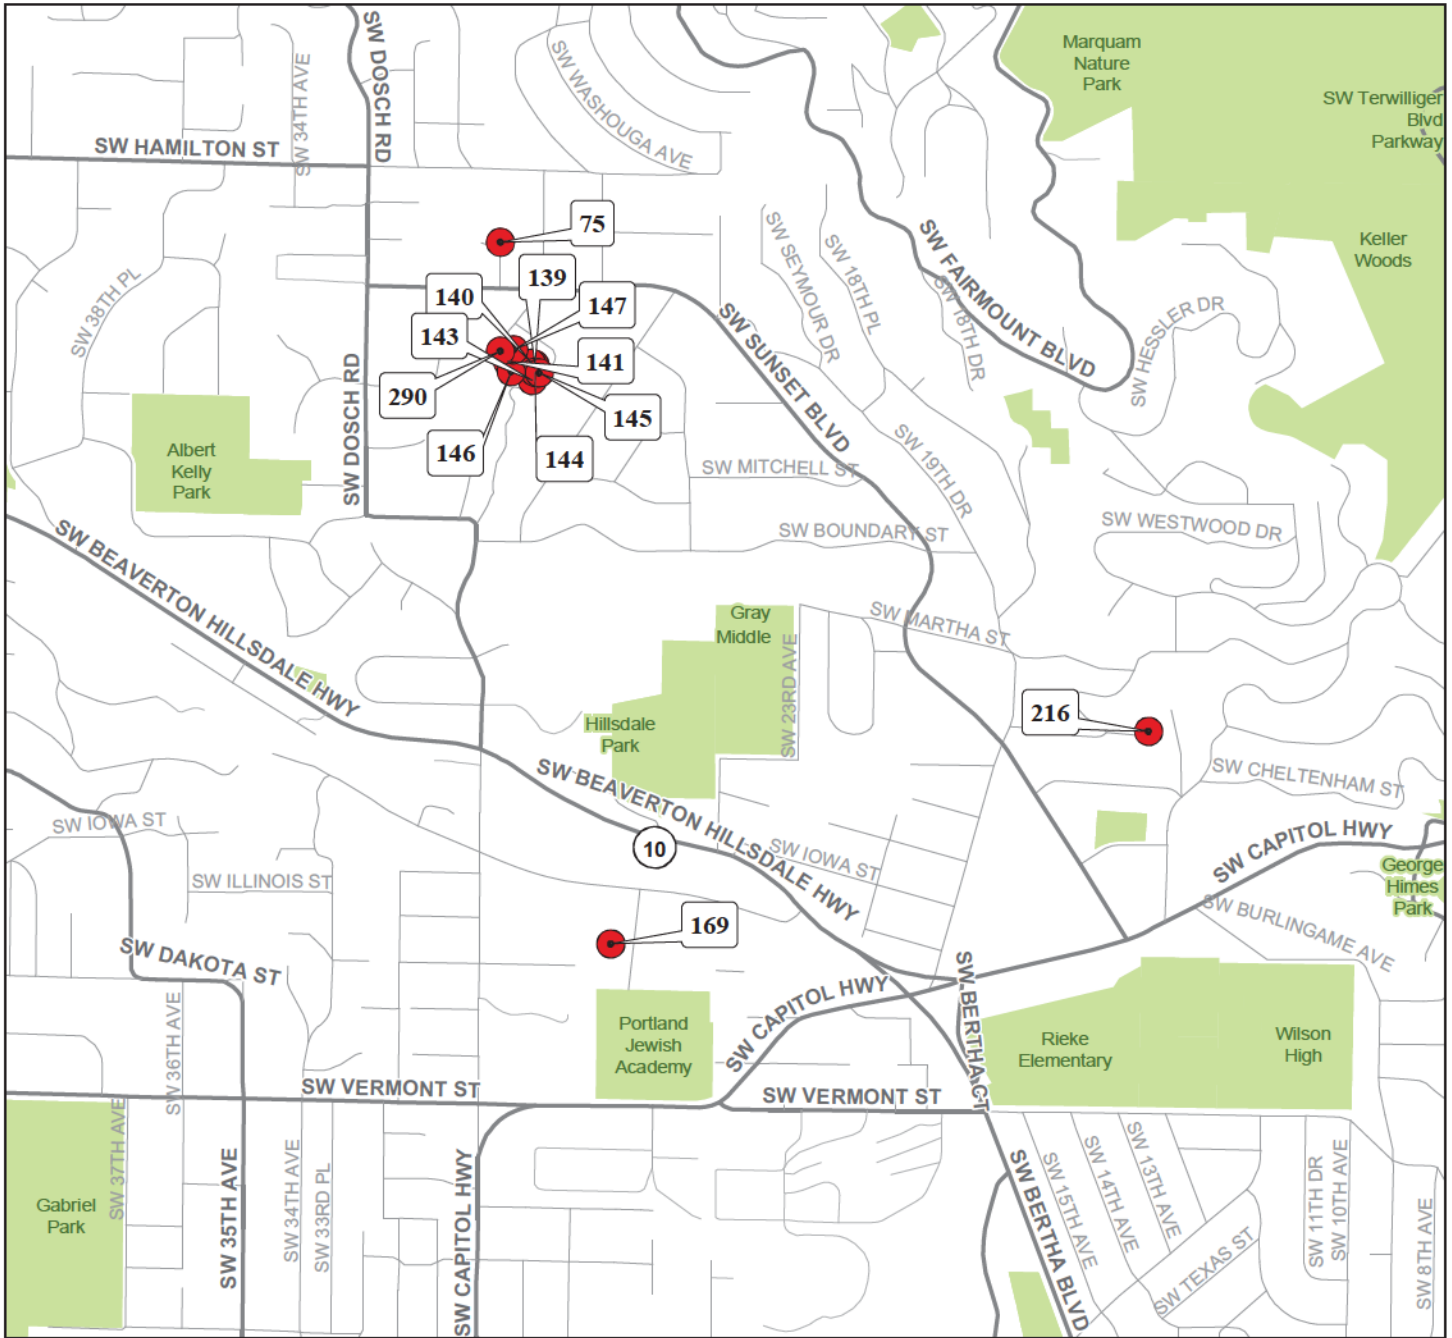 SW DOSCH RD
SW 34TH AVE
SW WASHOUGA AVE
Marquam
Nature
Park
SW Terwilliger
Blvd
Parkway
SW HAMILTON ST
75
SW SEYMOUR DR
SW 18TH PL
SW FAIRMOUNT BLVD
SW 18TH DR
Keller
Woods
SW 38TH PL
139
140
147
143
141
290
145
146
144
SW SUNSET BLVD
SW HESSLER DR
SW DOSCH RD
Albert
Kelly
Park
SW MITCHELL ST
SW 19TH DR
SW BOUNDARY ST
SW WESTWOOD DR
SW BEAVERTON HILLSDALE HWY
Gray
Middle
SW MARTHA ST
SW 23RD AVE
Hillsdale
Park
216
SW BEAVERTON HILLSDALE HWY
SW CHELTENHAM ST
SW IOWA ST
10
SW IOWA ST
SW CAPITOL HWY
SW ILLINOIS ST
George
Himes
Park
169
SW BURLINGAME AVE
SW DAKOTA ST
SW CAPITOL HWY
SW BERTHA CT
SW 36TH AVE
Portland
Jewish
Academy
Rieke
Elementary
Wilson
High
SW VERMONT ST
SW VERMONT ST
SW 37TH AVE
SW 35TH AVE
SW 34TH AVE
SW 33RD PL
SW CAPITOL HWY
SW BERTHA BLVD
SW 15TH AVE
SW 14TH AVE
SW 13TH AVE
SW TEXAS ST
SW 11TH DR
SW 10TH AVE
SW 8TH AVE
Gabriel
Park